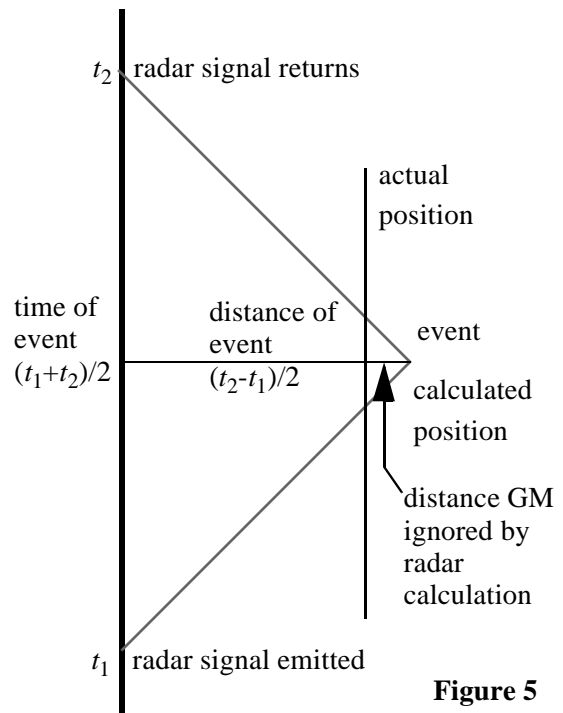 t2 radar signal returns
actual
position
time of
event
(t1+t2)/2
distance of
event
(t2-t1)/2
event
calculated
position
distance GM
ignored by
radar
calculation
t1 radar signal emitted
Figure 5